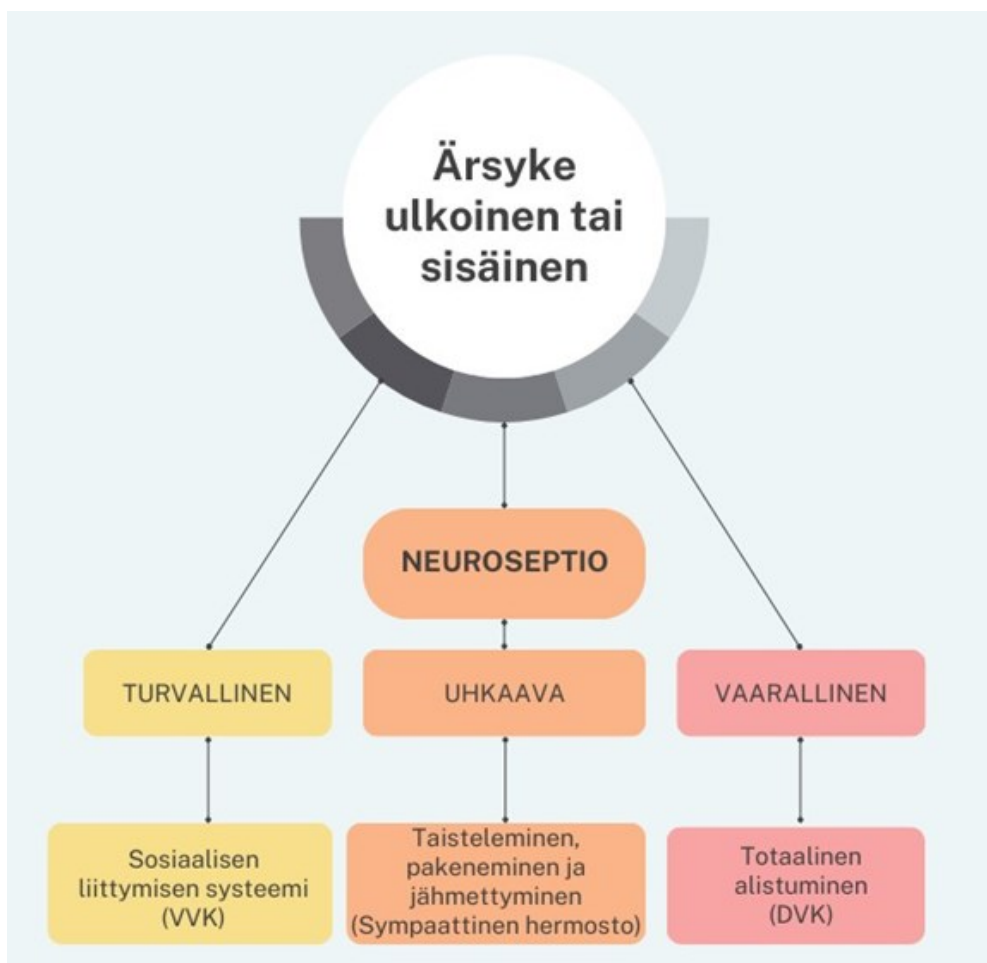 Ärsyke
ulkoinen tai
sisäinen
NEUROSEPTIO
TURVALLINEN
UHKAAVA
VAARALLINEN
Sosiaalisen
liittymisen systeemi
(VVK)
Taisteleminen,
pakeneminen ja
jähmettyminen
(Sympaattinen hermosto)
Totaalinen
alistuminen
(DVK)